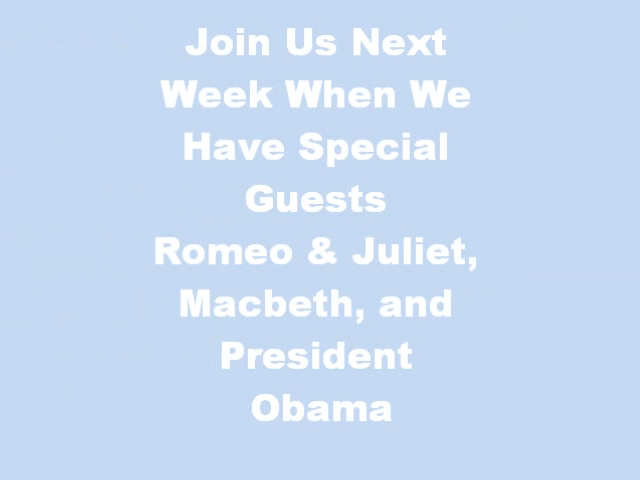 Join Us Next
Week When We
Have Special
Guests
Romeo & Juliet,
Macbeth, and
President
Obama